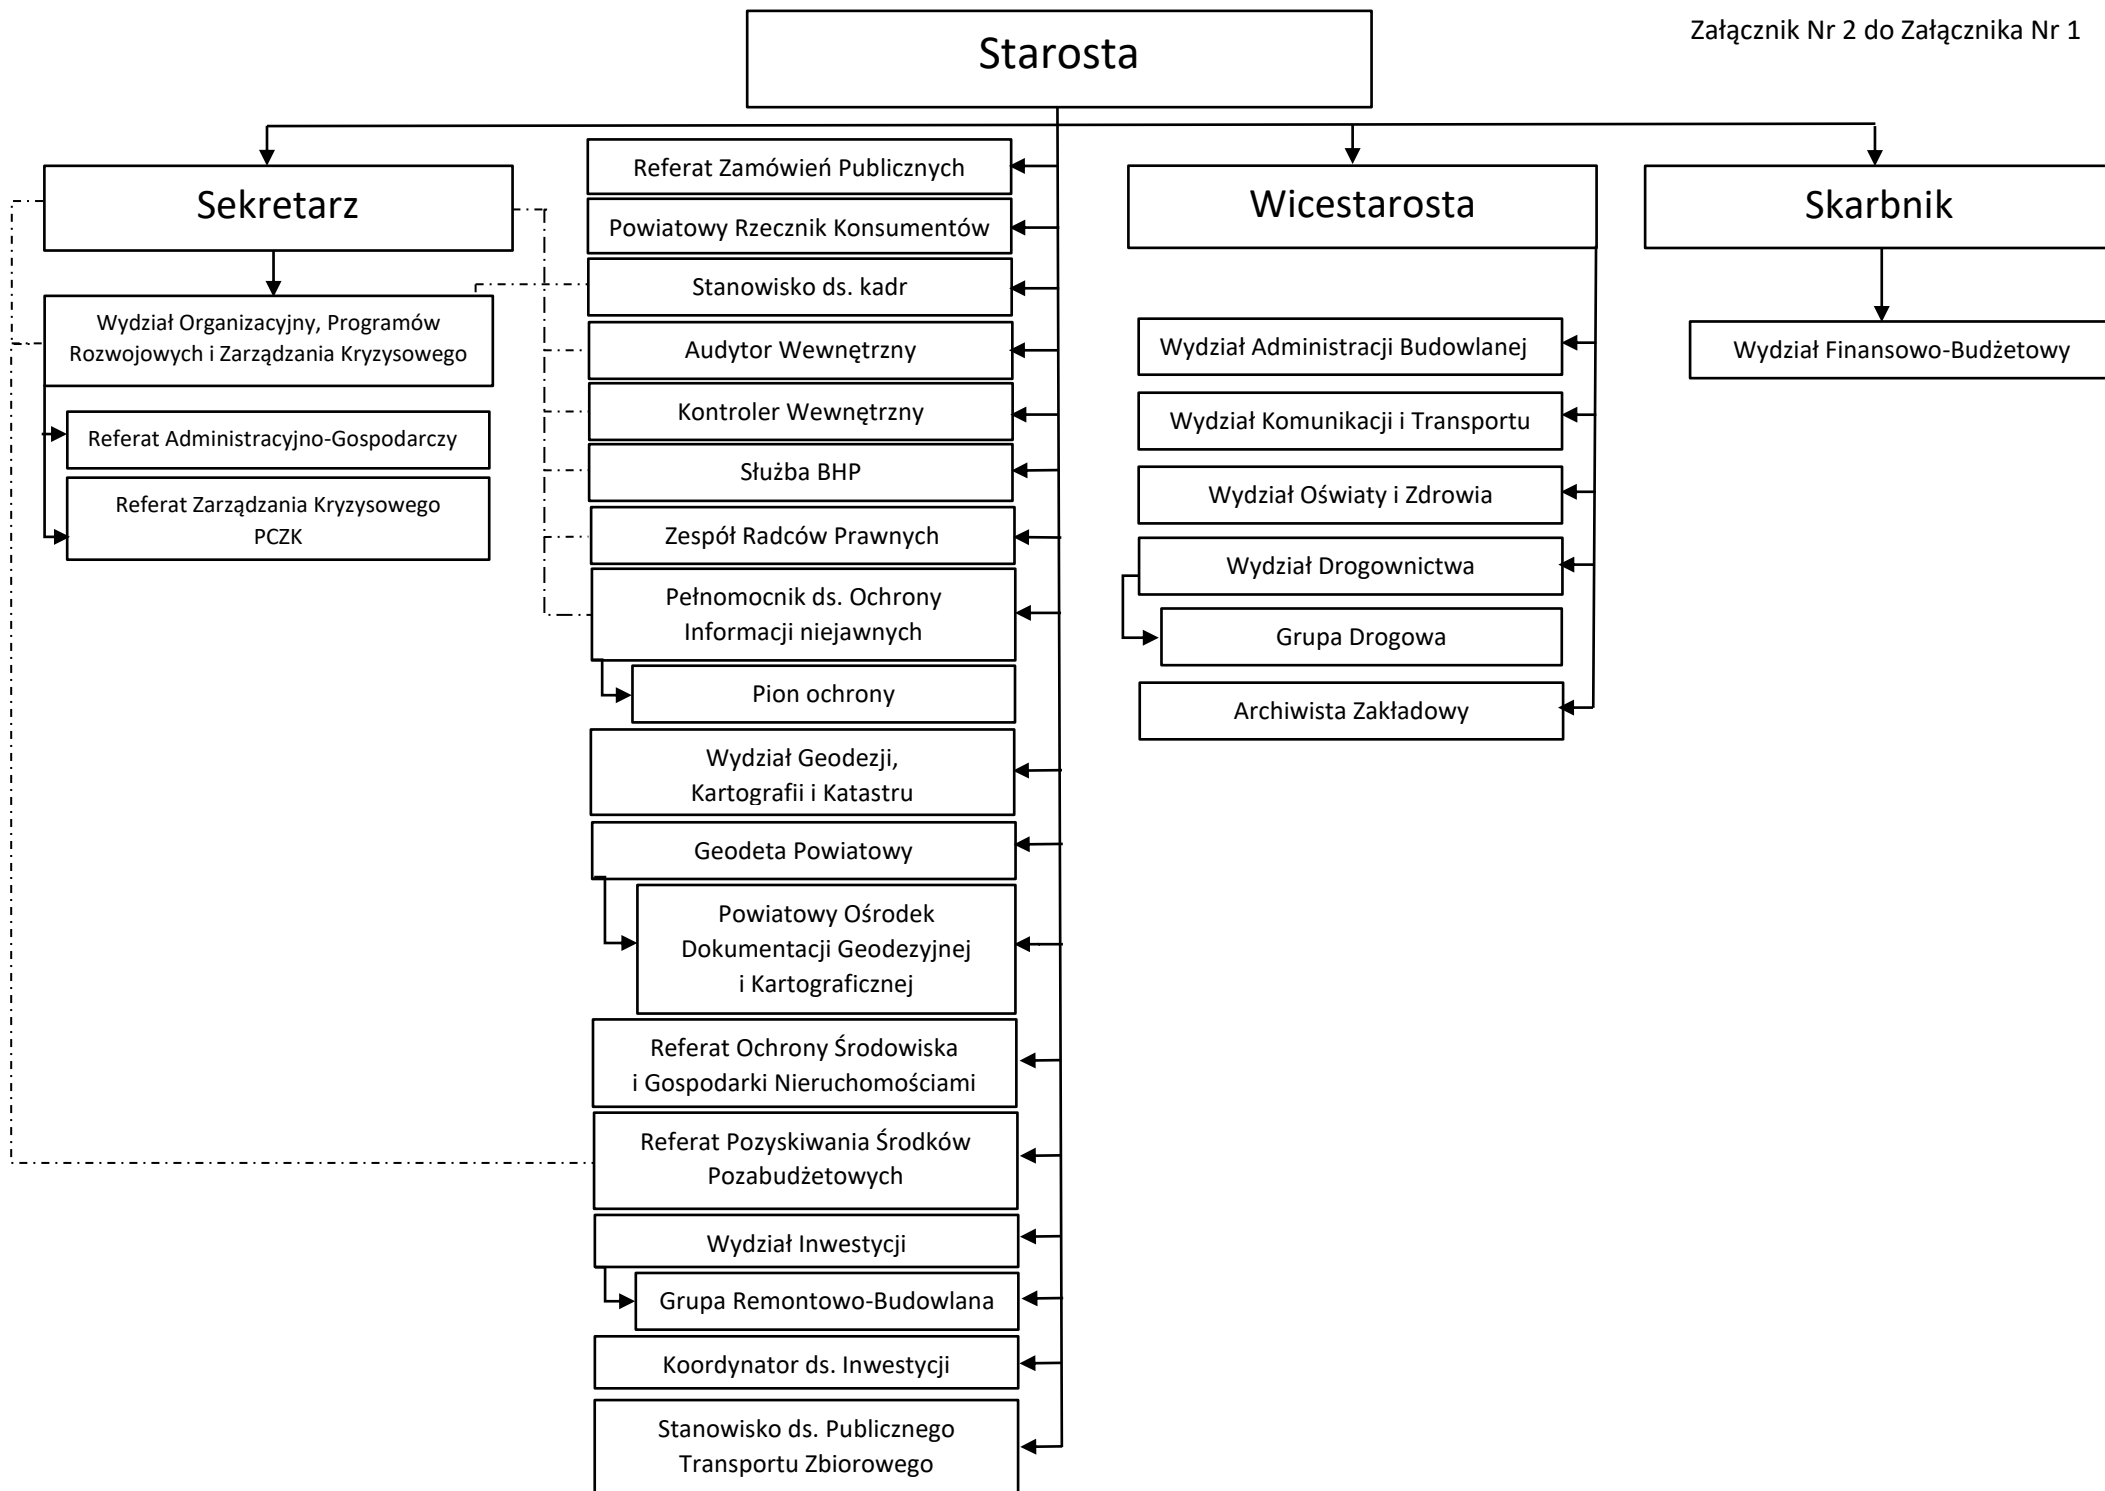 Załącznik Nr 2 do Załącznika Nr 1
Starosta
Sekretarz
Wydział Organizacyjny, Programów
Rozwojowych i Zarządzania Kryzysowego
Referat Administracyjno-Gospodarczy
Referat Zarządzania Kryzysowego
PCZK
Referat Zamówień Publicznych
Powiatowy Rzecznik Konsumentów
Stanowisko ds. kadr
Audytor Wewnętrzny
Kontroler Wewnętrzny
Służba BHP
Zespół Radców Prawnych
Pełnomocnik ds. Ochrony
Informacji niejawnych
Pion ochrony
Wydział Geodezji,
Kartografii i Katastru
Geodeta Powiatowy
Powiatowy Ośrodek
Dokumentacji Geodezyjnej
i Kartograficznej
Referat Ochrony Środowiska
i Gospodarki Nieruchomościami
Referat Pozyskiwania Środków
Pozabudżetowych
Wydział Inwestycji
Grupa Remontowo-Budowlana
Koordynator ds. Inwestycji
Stanowisko ds. Publicznego
Transportu Zbiorowego
Wicestarosta
Wydział Administracji Budowlanej
Wydział Komunikacji i Transportu
Wydział Oświaty i Zdrowia
Wydział Drogownictwa
Grupa Drogowa
Archiwista Zakładowy
Skarbnik
Wydział Finansowo-Budżetowy